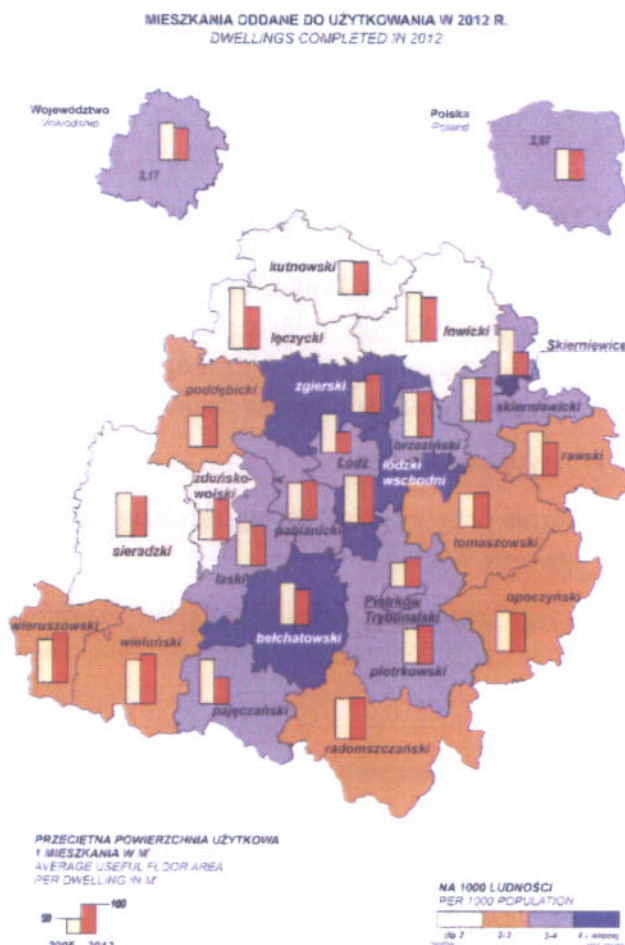 MIESZKANIA ODDANE DO UŻYTKOWANIA W 2012 R.
DWELLINGS COMPLETED IN 2012
Województwo
Voivodship
Polska
Poland
3,17
kutnowski
łęczycki
łowicki
Skierniewice
zgierski
poddębicki
skierniewicki
brzeziński
Łódź
łódzki
wschodni
rawski
zduńsko-
wolski
pabianicki
tomaszowski
sieradzki
łaski
Piotrków
Trybunalski
opoczyński
bełchatowski
wieruszowski
wieluński
piotrkowski
pajęczański
radomszczański
PRZECIĘTNA POWIERZCHNIA UŻYTKOWA
1 MIESZKANIA W M²
AVERAGE USEFUL FLOOR AREA
PER DWELLING IN M²
100
50
2005 2012
NA 1000 LUDNOŚCI
PER 1000 POPULATION
do 2 2-3 3-4 4 i więcej